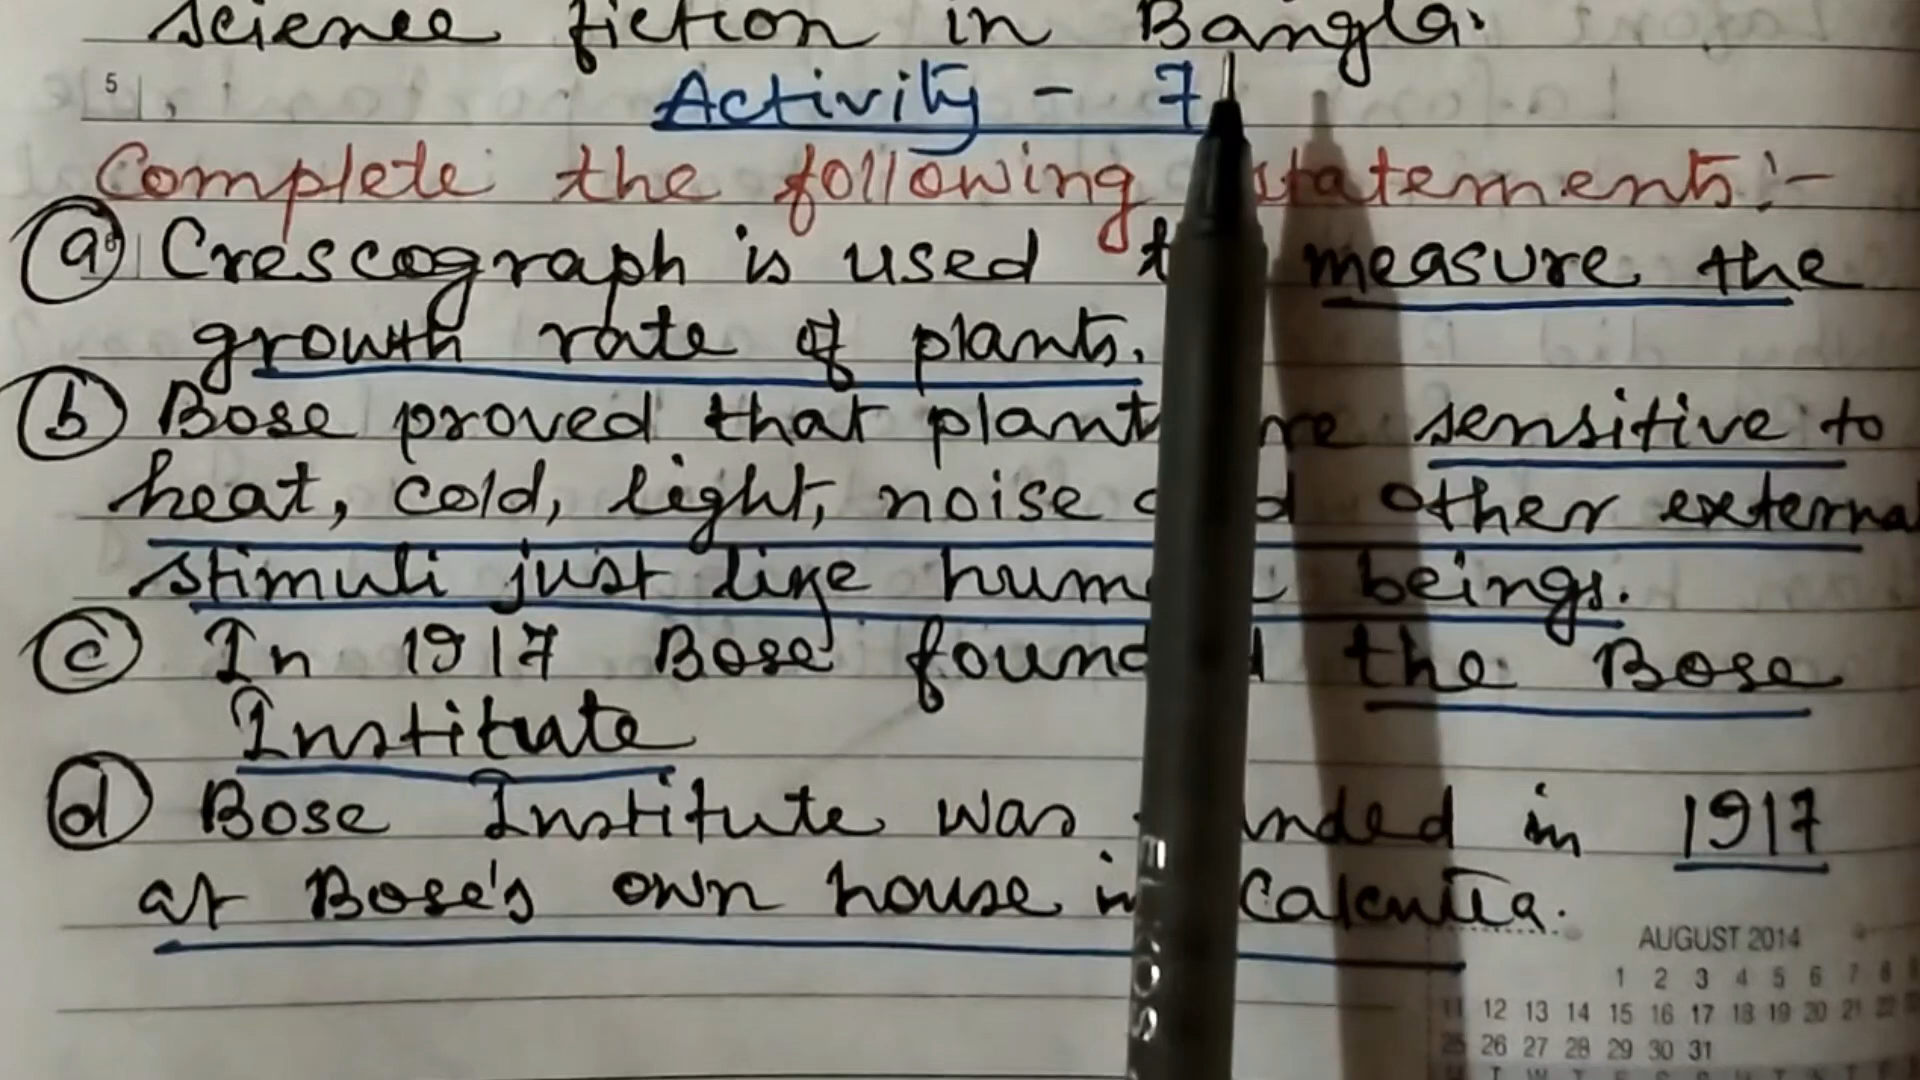 science fiction in Bangla.
5
Activity - 7
Complete the following statements:-
(a) Crescograph is used measure the
growth rate of plants.
(b) Bose proved that plant sensitive to
heat, cold, light, noise other external
stimuli just like beings.
(c) In 1917 Bose the Bose
Institute
(d) Bose Institute was in 1917
at Bose's own house in Calcutta.
AUGUST 2014
1 2 3 4 5 6 7 8
11 12 13 14 15 16 17 18 19 20 21 22
25 26 27 28 29 30 31
ELKOS